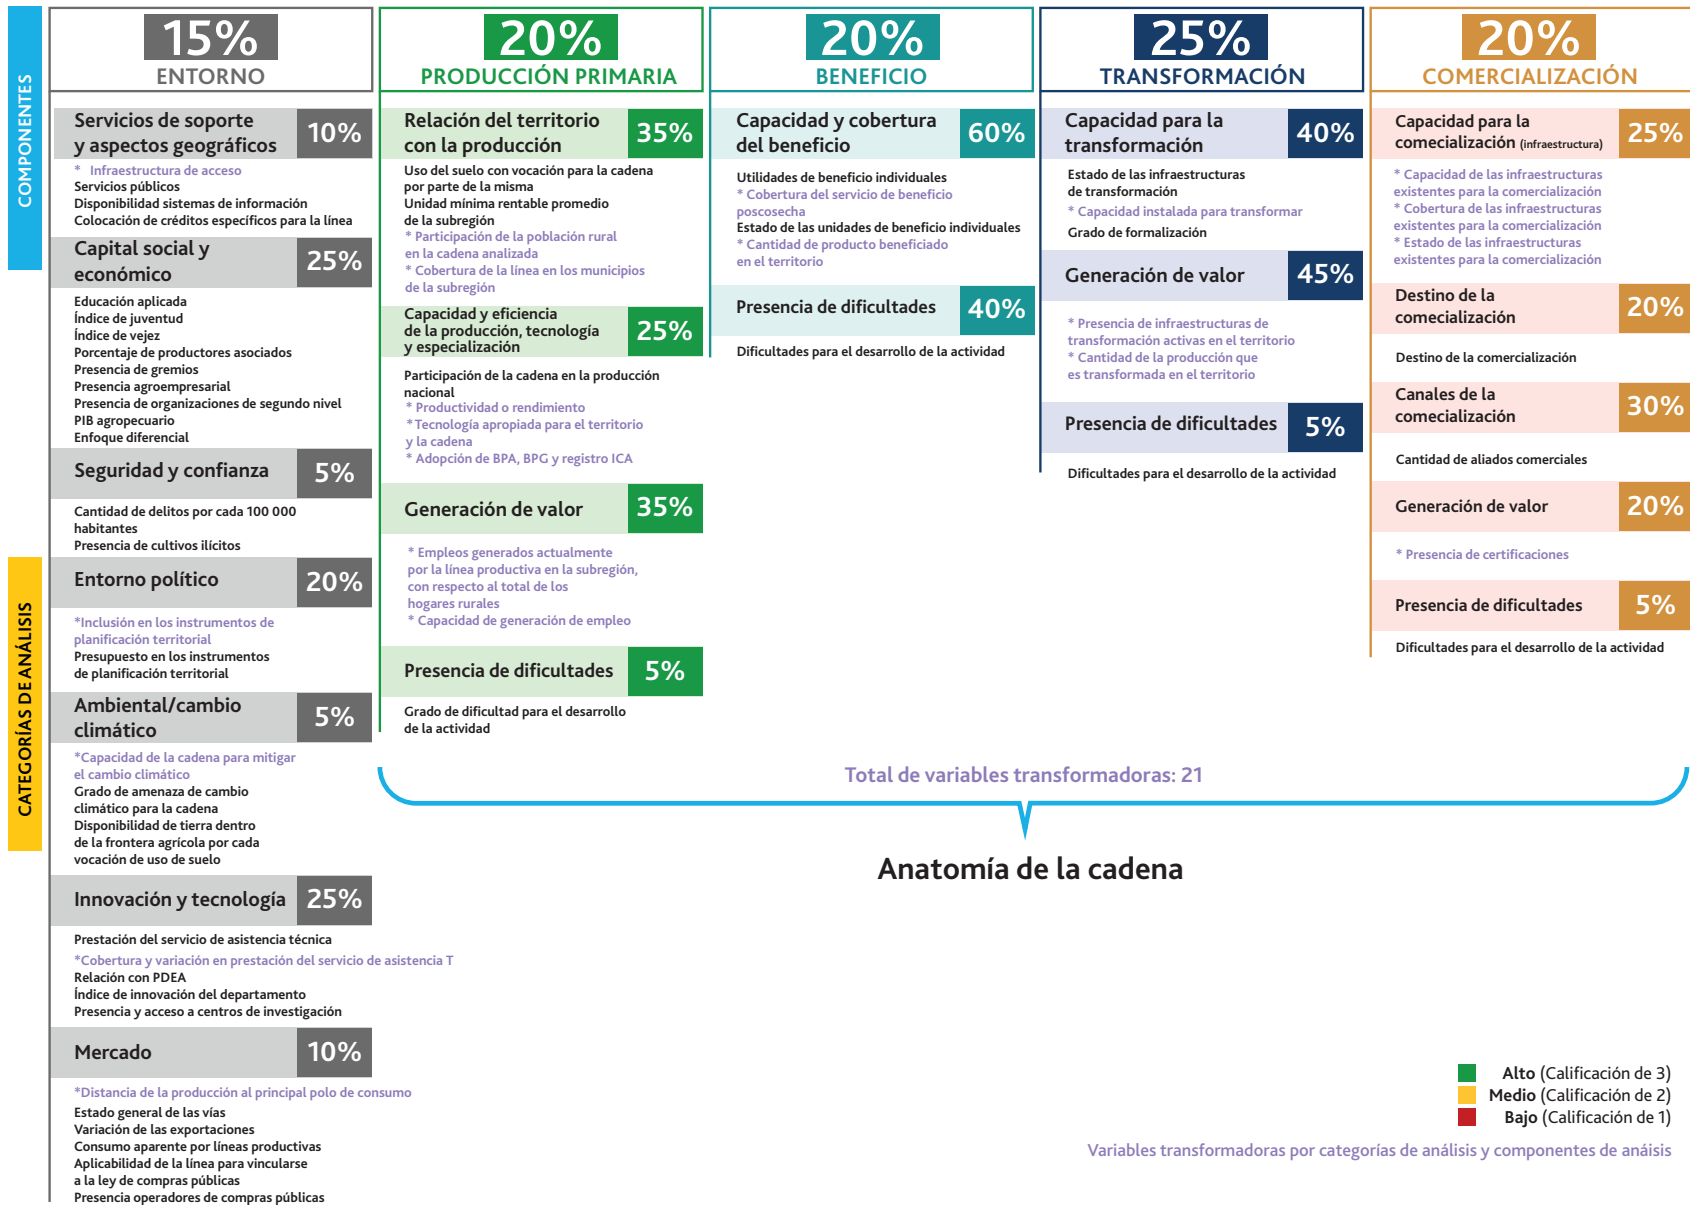 COMPONENTES
CATEGORÍAS DE ANÁLISIS
15%
ENTORNO
Servicios de soporte
y aspectos geográficos
10%
* Infraestructura de acceso
Servicios públicos
Disponibilidad sistemas de información
Colocación de créditos específicos para la línea
Capital social y
económico
25%
Educación aplicada
Índice de juventud
Índice de vejez
Porcentaje de productores asociados
Presencia de gremios
Presencia agroempresarial
Presencia de organizaciones de segundo nivel
PIB agropecuario
Enfoque diferencial
Seguridad y confianza
5%
Cantidad de delitos por cada 100 000
habitantes
Presencia de cultivos ilícitos
Entorno político
20%
*Inclusión en los instrumentos de
planificación territorial
Presupuesto en los instrumentos
de planificación territorial
Ambiental/cambio
climático
5%
*Capacidad de la cadena para mitigar
el cambio climático
Grado de amenaza de cambio
climático para la cadena
Disponibilidad de tierra dentro
de la frontera agrícola por cada
vocación de uso de suelo
Innovación y tecnología
25%
Prestación del servicio de asistencia técnica
*Cobertura y variación en prestación del servicio de asistencia T
Relación con PDEA
Índice de innovación del departamento
Presencia y acceso a centros de investigación
Mercado
10%
*Distancia de la producción al principal polo de consumo
Estado general de las vías
Variación de las exportaciones
Consumo aparente por líneas productivas
Aplicabilidad de la línea para vincularse
a la ley de compras públicas
Presencia operadores de compras públicas
20%
PRODUCCIÓN PRIMARIA
Relación del territorio
con la producción
35%
Uso del suelo con vocación para la cadena
por parte de la misma
Unidad mínima rentable promedio
de la subregión
* Participación de la población rural
en la cadena analizada
* Cobertura de la línea en los municipios
de la subregión
Capacidad y eficiencia
de la producción, tecnología
y especialización
25%
Participación de la cadena en la producción
nacional
* Productividad o rendimiento
*Tecnología apropiada para el territorio
y la cadena
* Adopción de BPA, BPG y registro ICA
Generación de valor
35%
* Empleos generados actualmente
por la línea productiva en la subregión,
con respecto al total de los
hogares rurales
* Capacidad de generación de empleo
Presencia de dificultades
5%
Grado de dificultad para el desarrollo
de la actividad
20%
BENEFICIO
Capacidad y cobertura
del beneficio
60%
Utilidades de beneficio individuales
* Cobertura del servicio de beneficio
poscosecha
Estado de las unidades de beneficio individuales
* Cantidad de producto beneficiado
en el territorio
Presencia de dificultades
40%
Dificultades para el desarrollo de la actividad
25%
TRANSFORMACIÓN
Capacidad para la
transformación
40%
Estado de las infraestructuras
de transformación
* Capacidad instalada para transformar
Grado de formalización
Generación de valor
45%
* Presencia de infraestructuras de
transformación activas en el territorio
* Cantidad de la producción que
es transformada en el territorio
Presencia de dificultades
5%
Dificultades para el desarrollo de la actividad
20%
COMERCIALIZACIÓN
Capacidad para la
comecialización (infraestructura)
25%
* Capacidad de las infraestructuras
existentes para la comercialización
* Cobertura de las infraestructuras
existentes para la comercialización
* Estado de las infraestructuras
existentes para la comercialización
Destino de la
comecialización
20%
Destino de la comercialización
Canales de la
comecialización
30%
Cantidad de aliados comerciales
Generación de valor
20%
* Presencia de certificaciones
Presencia de dificultades
5%
Dificultades para el desarrollo de la actividad
Total de variables transformadoras: 21
Anatomía de la cadena
Alto (Calificación de 3)
Medio (Calificación de 2)
Bajo (Calificación de 1)
Variables transformadoras por categorías de análisis y componentes de anáisis